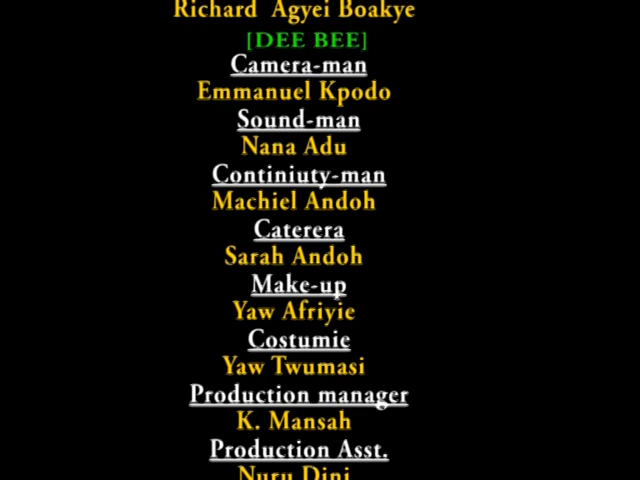 Richard Agyei Boakye
[DEE BEE]
Camera-man
Emmanuel Kpodo
Sound-man
Nana Adu
Continiuty-man
Machiel Andoh
Caterera
Sarah Andoh
Make-up
Yaw Afriyie
Costumie
Yaw Twumasi
Production manager
K. Mansah
Production Asst.
Nuru Dini